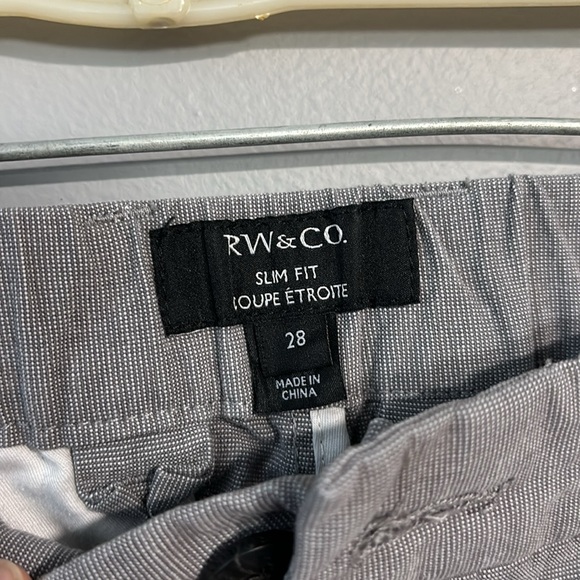 RW&CO.
SLIM FIT
COUPE ÉTROITE
28
MADE IN
CHINA